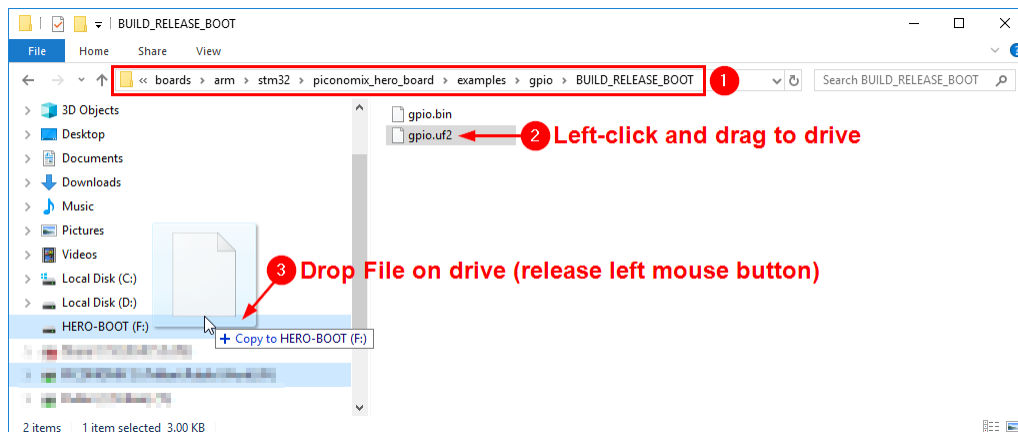 BUILD_RELEASE_BOOT
File Home Share View
« boards > arm > stm32 > piconomix_hero_board > examples > gpio > BUILD_RELEASE_BOOT 1 Search BUILD_RELEASE_BOOT
3D Objects
Desktop
Documents
Downloads
Music
Pictures
Videos
Local Disk (C:)
Local Disk (D:)
HERO-BOOT (F:)
gpio.bin
gpio.uf2
2 Left-click and drag to drive
3 Drop File on drive (release left mouse button)
+ Copy to HERO-BOOT (F:)
2 items 1 item selected 3.00 KB